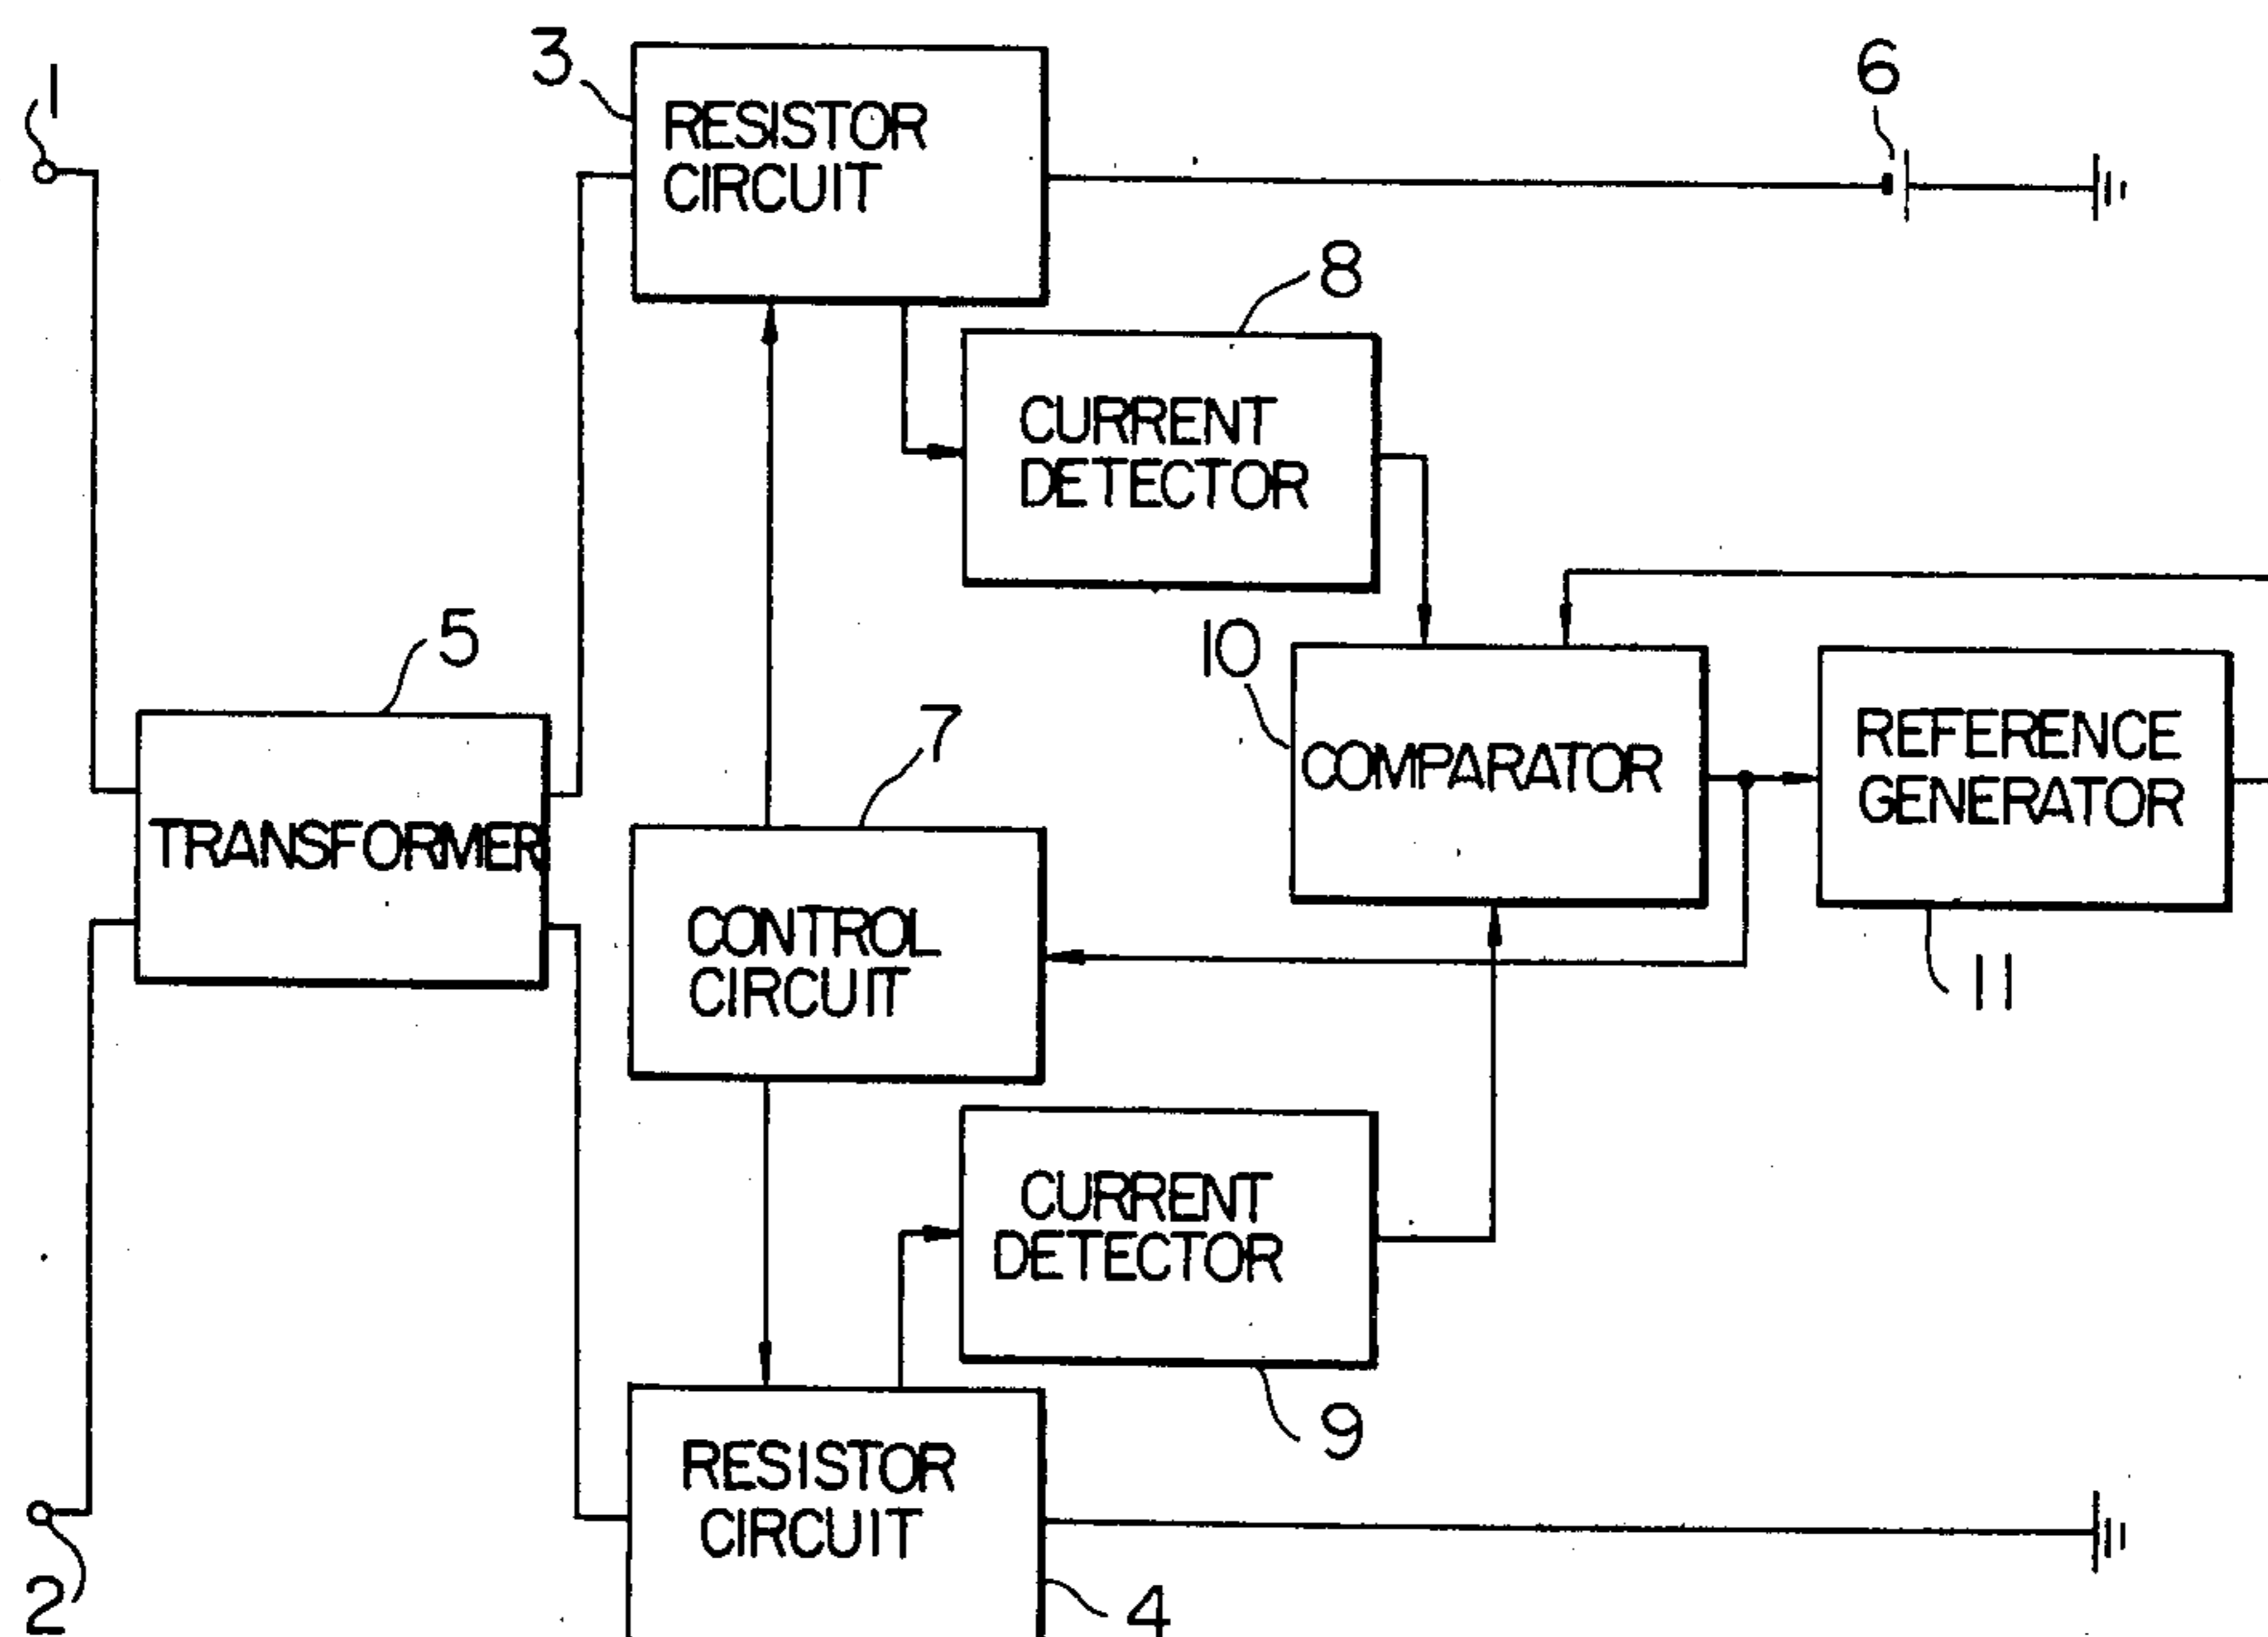 3
RESISTOR
CIRCUIT
6
1
8
CURRENT
DETECTOR
5
TRANSFORMER
7
CONTROL
CIRCUIT
10
COMPARATOR
REFERENCE
GENERATOR
11
CURRENT
DETECTOR
9
RESISTOR
CIRCUIT
4
2